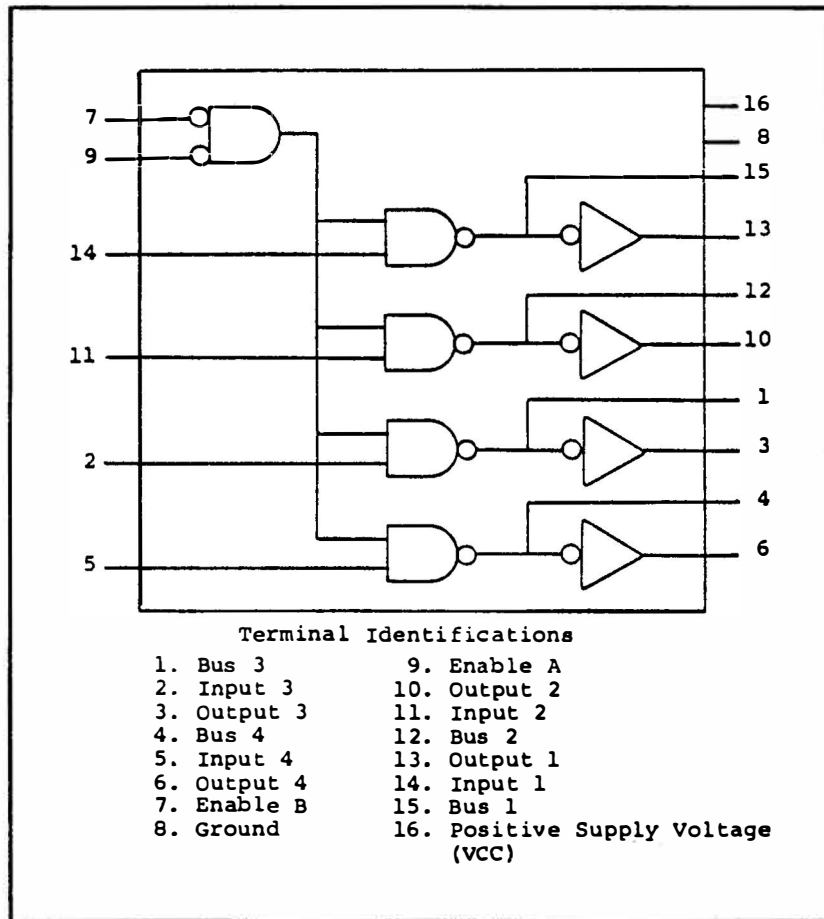 7
9
14
11
2
5
16
8
15
13
12
10
1
3
4
6
Terminal Identifications
1. Bus 3
2. Input 3
3. Output 3
4. Bus 4
5. Input 4
6. Output 4
7. Enable B
8. Ground
9. Enable A
10. Output 2
11. Input 2
12. Bus 2
13. Output 1
14. Input 1
15. Bus 1
16. Positive Supply Voltage
(VCC)